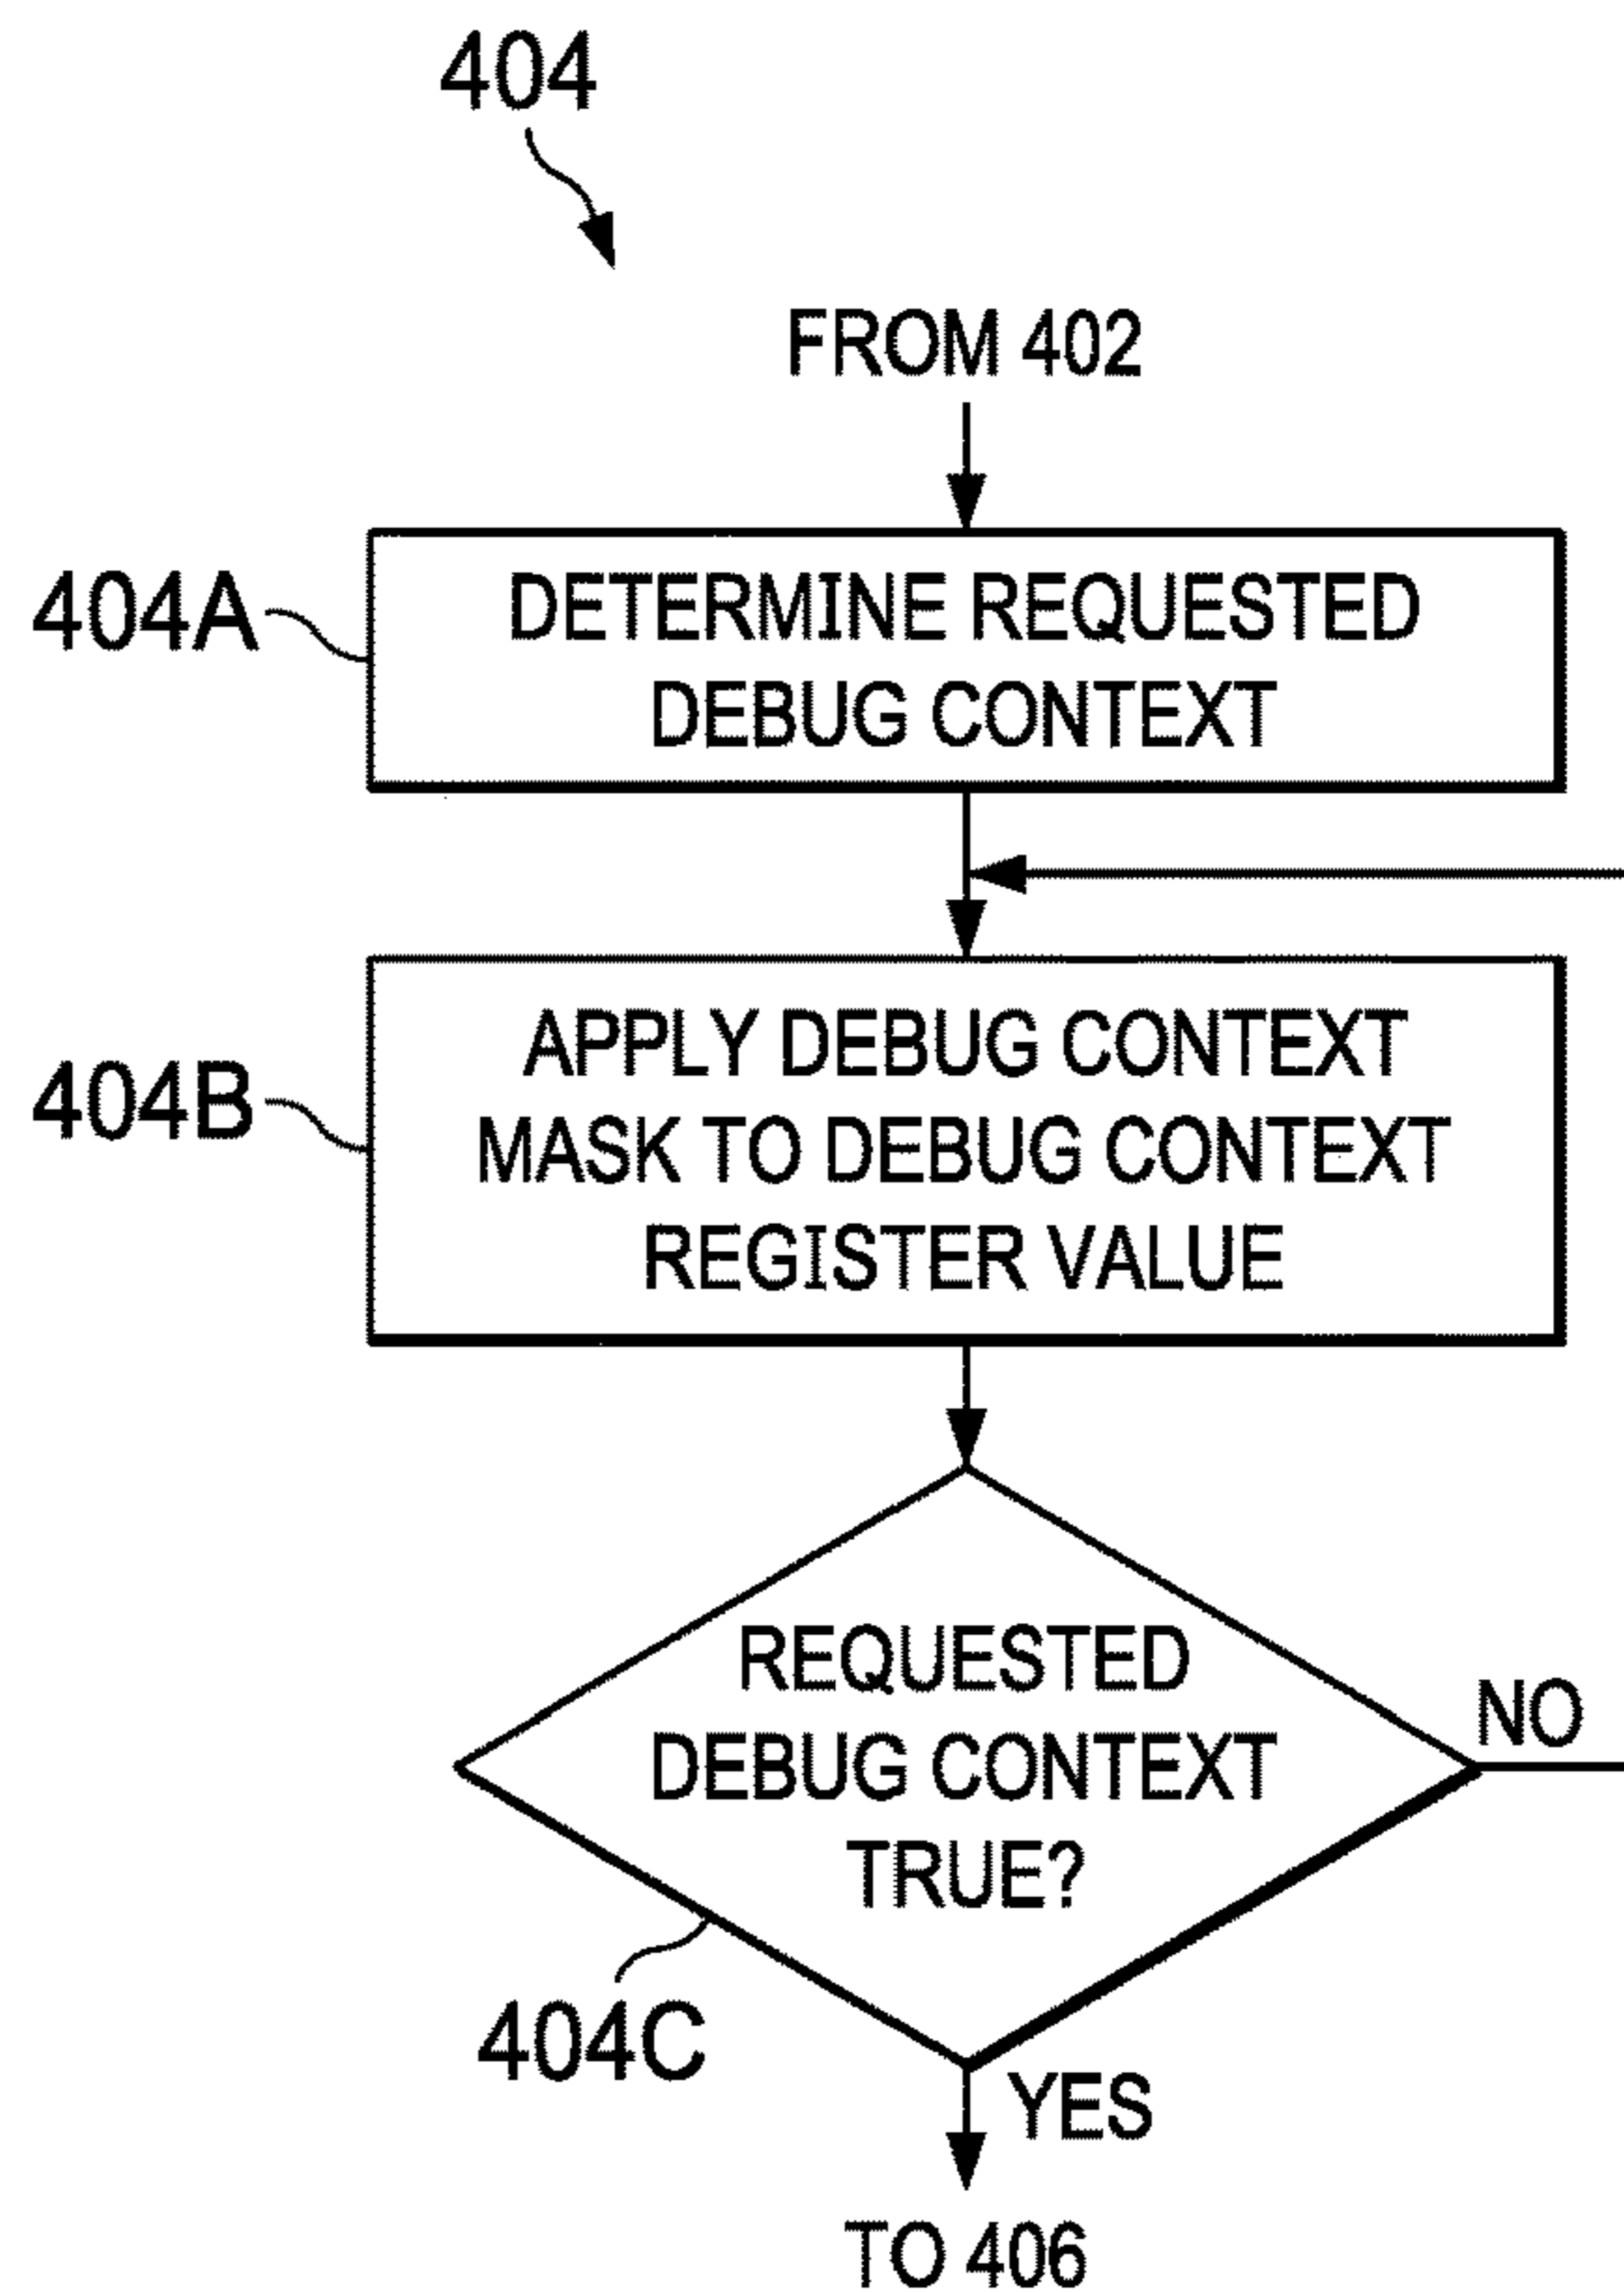 404
FROM 402
404A
DETERMINE REQUESTED
DEBUG CONTEXT
404B
APPLY DEBUG CONTEXT
MASK TO DEBUG CONTEXT
REGISTER VALUE
REQUESTED
DEBUG CONTEXT
TRUE?
NO
404C
YES
TO 406